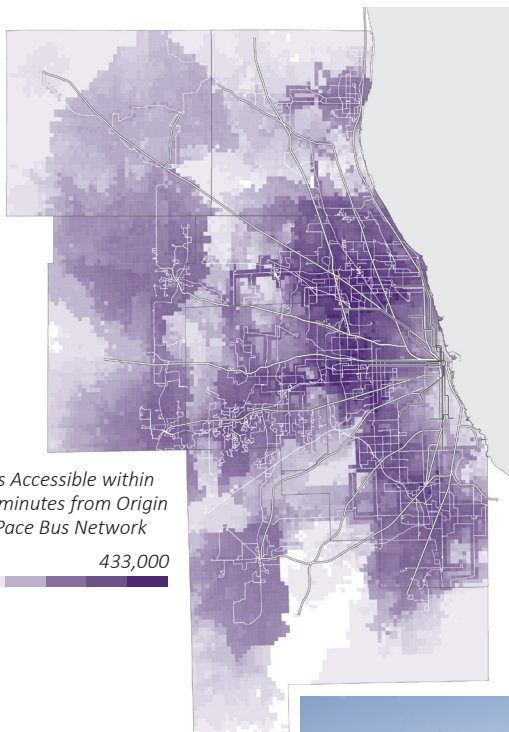 s Accessible within
minutes from Origin
Pace Bus Network
433,000